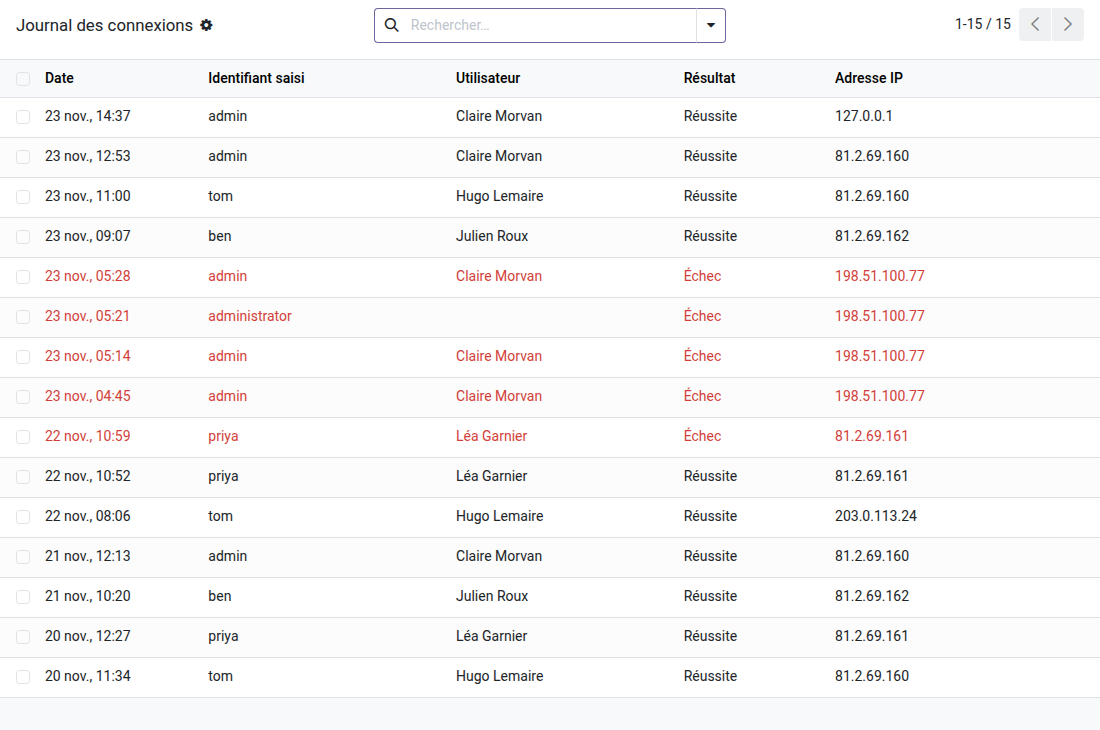 Journal des connexions
Rechercher...
1-15 / 15
Date Identifiant saisi Utilisateur Résultat Adresse IP
23 nov., 14:37 admin Claire Morvan Réussite 127.0.0.1
23 nov., 12:53 admin Claire Morvan Réussite 81.2.69.160
23 nov., 11:00 tom Hugo Lemaire Réussite 81.2.69.160
23 nov., 09:07 ben Julien Roux Réussite 81.2.69.162
23 nov., 05:28 admin Claire Morvan Échec 198.51.100.77
23 nov., 05:21 administrator Échec 198.51.100.77
23 nov., 05:14 admin Claire Morvan Échec 198.51.100.77
23 nov., 04:45 admin Claire Morvan Échec 198.51.100.77
22 nov., 10:59 priya Léa Garnier Échec 81.2.69.161
22 nov., 10:52 priya Léa Garnier Réussite 81.2.69.161
22 nov., 08:06 tom Hugo Lemaire Réussite 203.0.113.24
21 nov., 12:13 admin Claire Morvan Réussite 81.2.69.160
21 nov., 10:20 ben Julien Roux Réussite 81.2.69.162
20 nov., 12:27 priya Léa Garnier Réussite 81.2.69.161
20 nov., 11:34 tom Hugo Lemaire Réussite 81.2.69.160